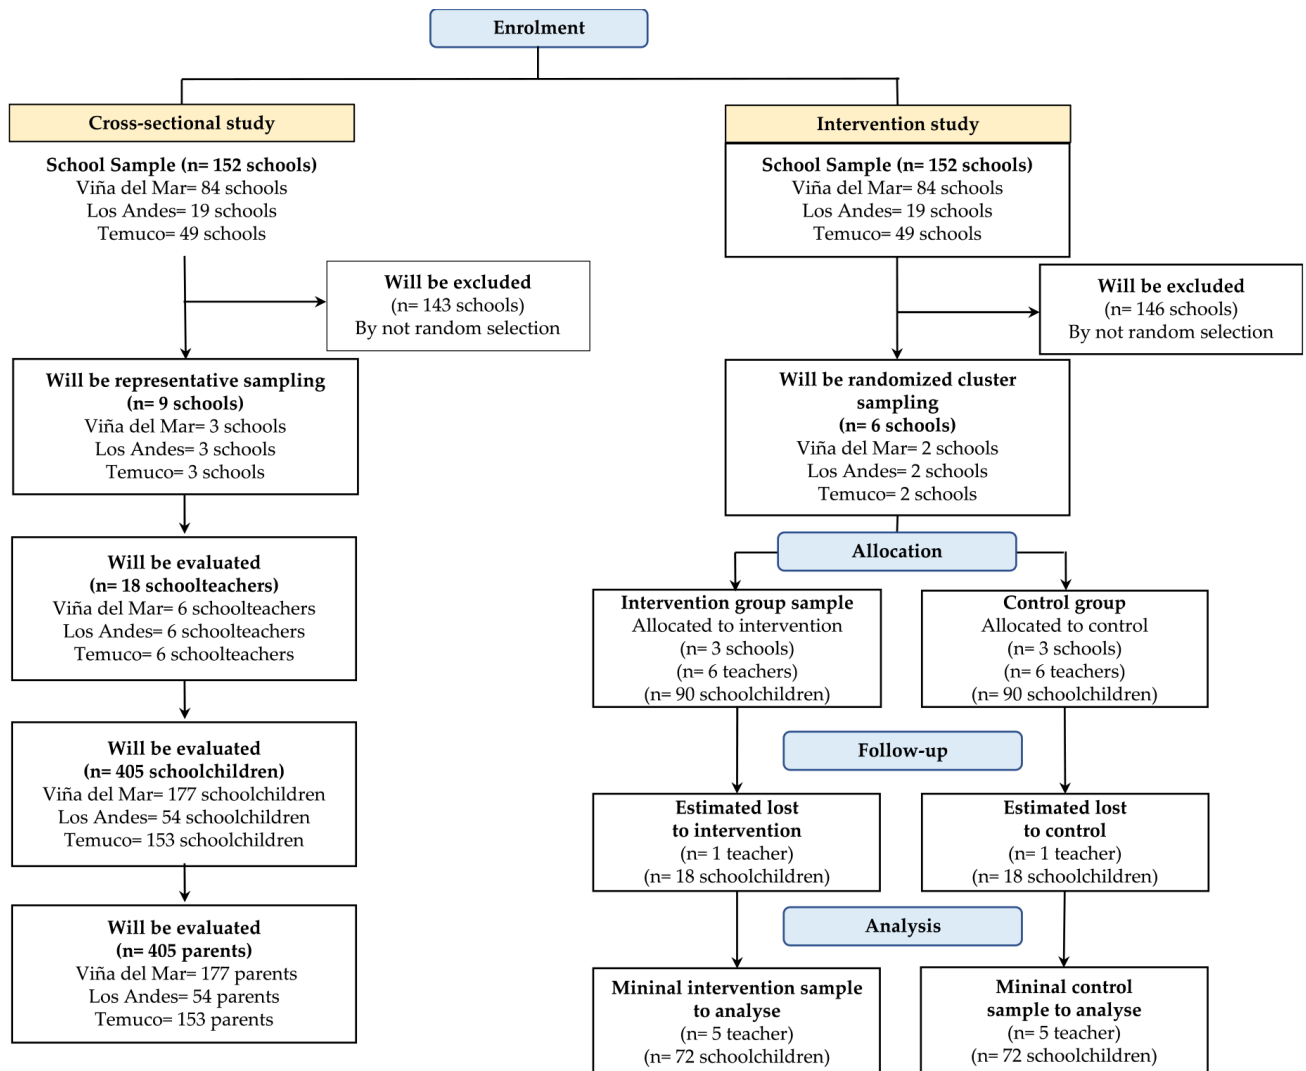 Enrolment
Cross-sectional study
School Sample (n= 152 schools)
Viña del Mar= 84 schools
Los Andes= 19 schools
Temuco= 49 schools
Will be excluded
(n= 143 schools)
By not random selection
Will be representative sampling
(n= 9 schools)
Viña del Mar= 3 schools
Los Andes= 3 schools
Temuco= 3 schools
Will be evaluated
(n= 18 schoolteachers)
Viña del Mar= 6 schoolteachers
Los Andes= 6 schoolteachers
Temuco= 6 schoolteachers
Will be evaluated
(n= 405 schoolchildren)
Viña del Mar= 177 schoolchildren
Los Andes= 54 schoolchildren
Temuco= 153 schoolchildren
Will be evaluated
(n= 405 parents)
Viña del Mar= 177 parents
Los Andes= 54 parents
Temuco= 153 parents
Intervention study
School Sample (n= 152 schools)
Viña del Mar= 84 schools
Los Andes= 19 schools
Temuco= 49 schools
Will be excluded
(n= 146 schools)
By not random selection
Will be randomized cluster
sampling
(n= 6 schools)
Viña del Mar= 2 schools
Los Andes= 2 schools
Temuco= 2 schools
Allocation
Intervention group sample
Allocated to intervention
(n= 3 schools)
(n= 6 teachers)
(n= 90 schoolchildren)
Control group
Allocated to control
(n= 3 schools)
(n= 6 teachers)
(n= 90 schoolchildren)
Follow-up
Estimated lost
to intervention
(n= 1 teacher)
(n= 18 schoolchildren)
Estimated lost
to control
(n= 1 teacher)
(n= 18 schoolchildren)
Analysis
Mininal intervention sample
to analyse
(n= 5 teacher)
(n= 72 schoolchildren)
Mininal control
sample to analyse
(n= 5 teacher)
(n= 72 schoolchildren)